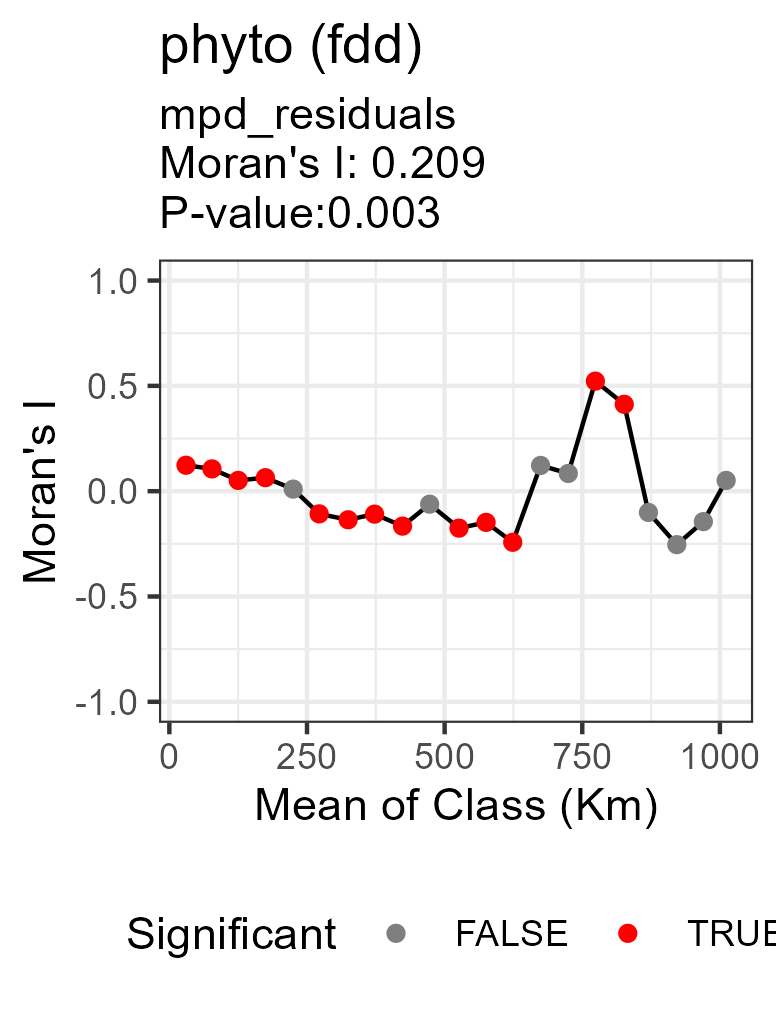 phyto (fdd)
mpd_residuals
Moran's I: 0.209
P-value:0.003
1.0
0.5
0.0
-0.5
-1.0
Moran's I
0 250 500 750 1000
Mean of Class (Km)
Significant FALSE TRUE